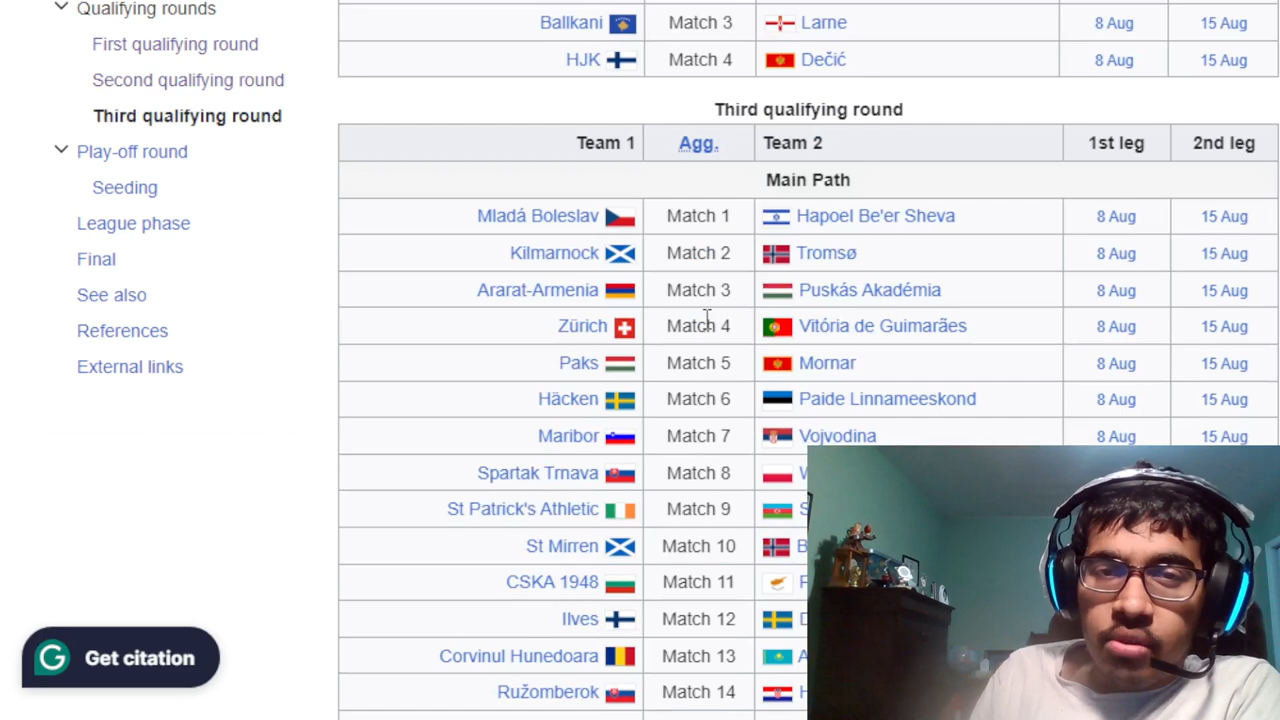 Qualifying rounds
First qualifying round
Second qualifying round
Third qualifying round
Play-off round
Seeding
League phase
Final
See also
References
External links
Get citation
Ballkani Match 3 Larne 8 Aug 15 Aug
HJK Match 4 Dečić 8 Aug 15 Aug
Third qualifying round
Team 1 Agg. Team 2 1st leg 2nd leg
Main Path
Mladá Boleslav Match 1 Hapoel Be'er Sheva 8 Aug 15 Aug
Kilmarnock Match 2 Tromsø 8 Aug 15 Aug
Ararat-Armenia Match 3 Puskás Akadémia 8 Aug 15 Aug
Zürich Match 4 Vitória de Guimarães 8 Aug 15 Aug
Paks Match 5 Mornar 8 Aug 15 Aug
Häcken Match 6 Paide Linnameeskond 8 Aug 15 Aug
Maribor Match 7 Vojvodina 8 Aug 15 Aug
Spartak Trnava Match 8
St Patrick's Athletic Match 9
St Mirren Match 10
CSKA 1948 Match 11
Ilves Match 12
Corvinul Hunedoara Match 13
Ružomberok Match 14